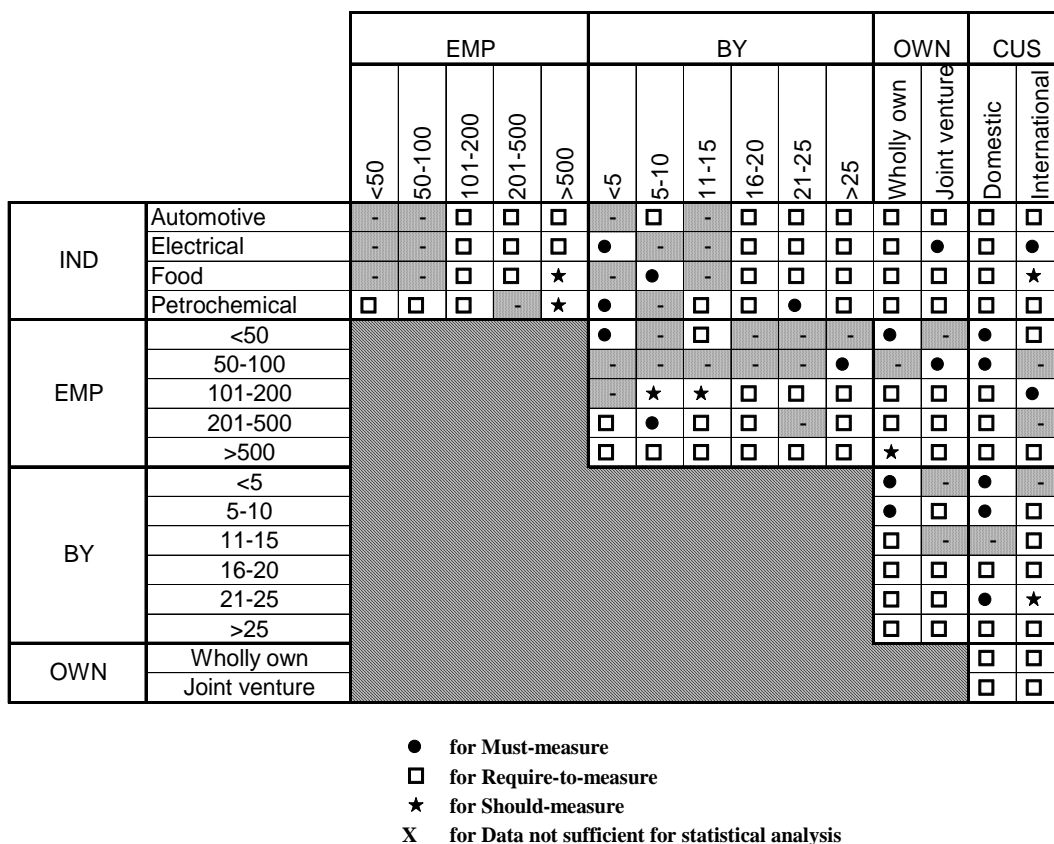 EMP BY OWN CUS
<50 50-100 101-200 201-500 >500 <5 5-10 11-15 16-20 21-25 >25 Wholly own Joint venture Domestic International
IND
Automotive - - □ □ □ - □ - □ □ □ □ □ □ □
Electrical - - □ □ □ ● - - □ □ □ □ ● □ ●
Food - - □ □ ★ - ● - □ □ □ □ □ □ ★
Petrochemical □ □ □ - ★ ● - □ □ ● □ □ □ □ □
EMP
<50 ● - □ - - - ● - ● □
50-100 - - - - - ● - ● ● -
101-200 - ★ ★ □ □ □ □ □ □ ●
201-500 □ ● □ □ - □ □ □ □ -
>500 □ □ □ □ □ □ ★ □ □ □
BY
<5 ● - ● -
5-10 ● □ ● □
11-15 □ - - □
16-20 □ □ □ □
21-25 □ □ ● ★
>25 □ □ □ □
OWN
Wholly own □ □
Joint venture □ □
● for Must-measure
□ for Require-to-measure
★ for Should-measure
X for Data not sufficient for statistical analysis